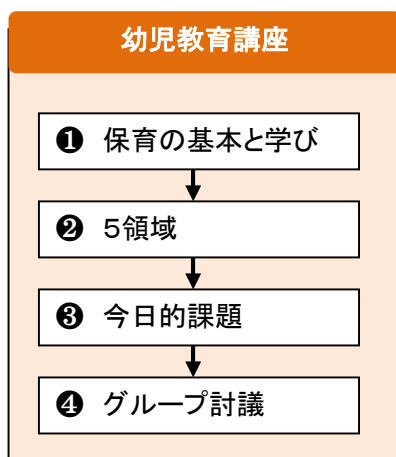 幼児教育講座
❶ 保育の基本と学び
❷ 5領域
❸ 今日的課題
❹ グループ討議